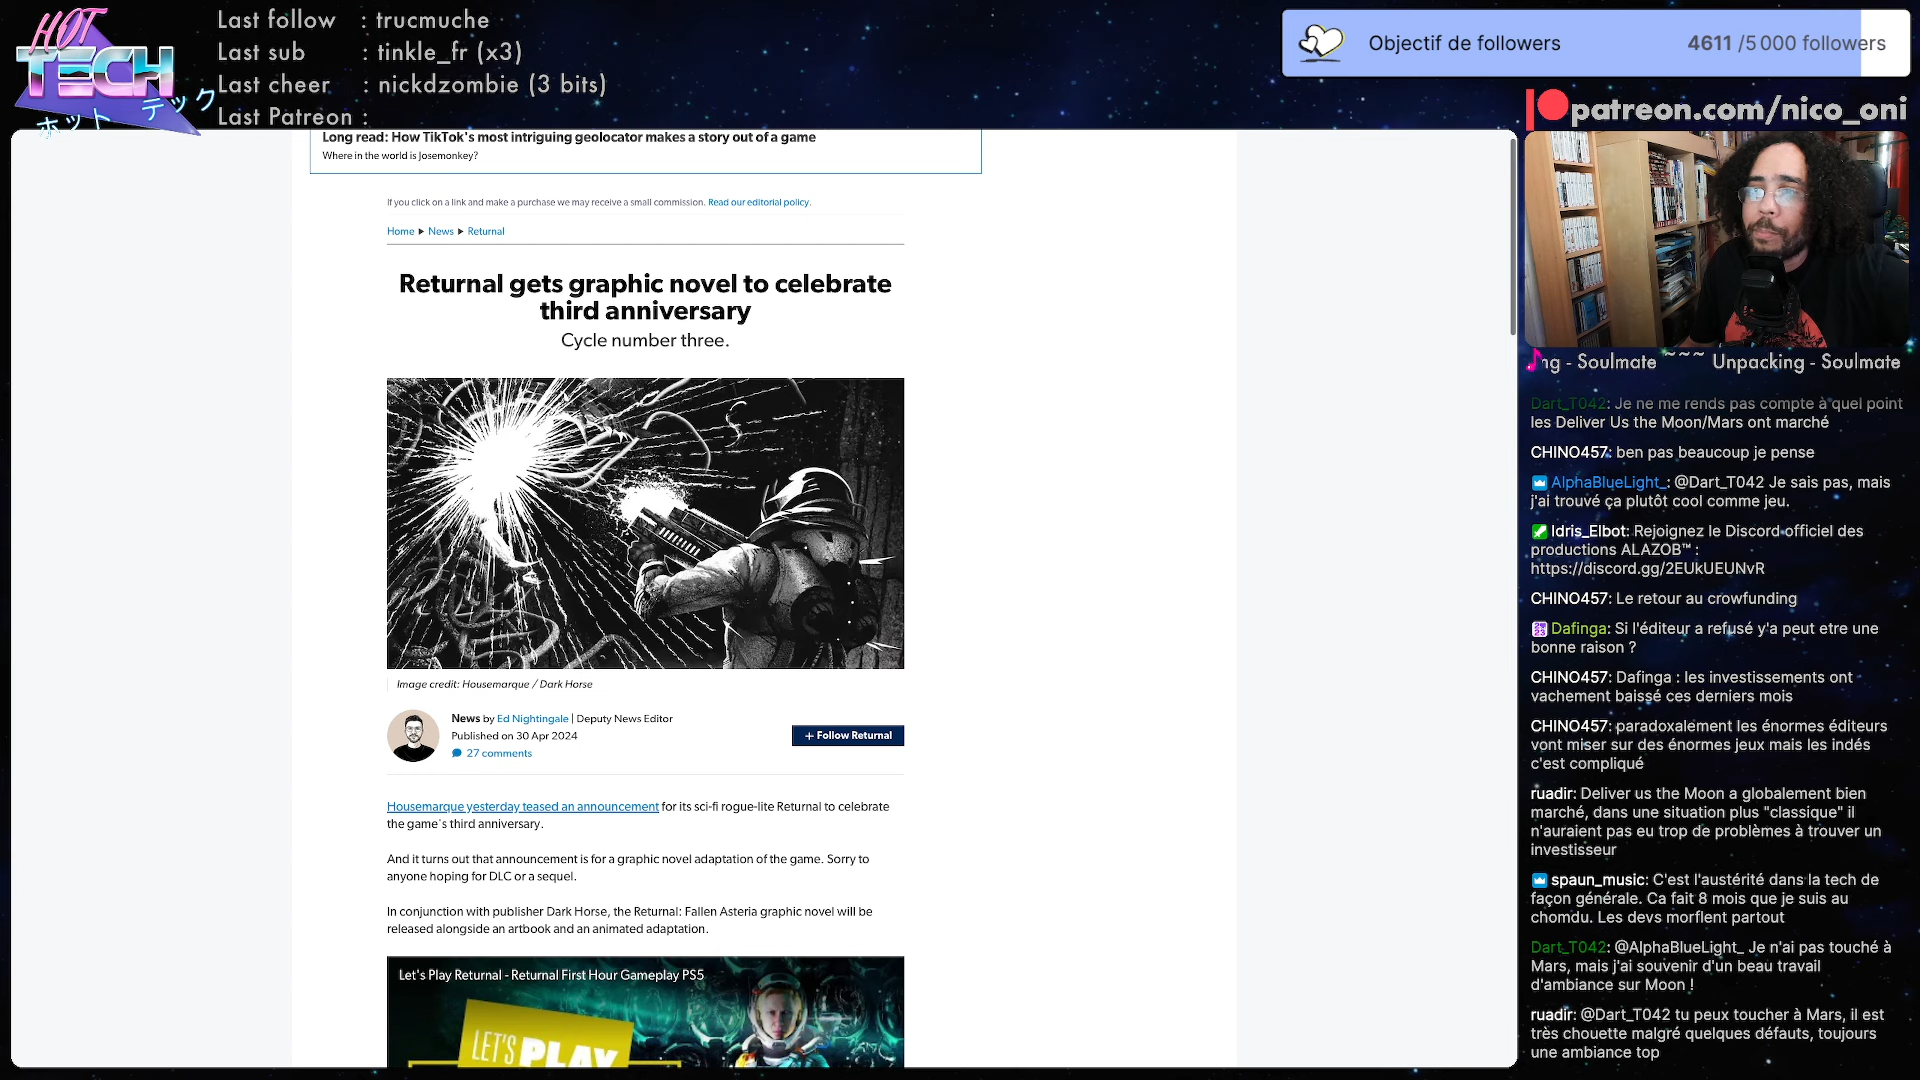 HOT
TECH
ホット テック
Last follow : trucmuche
Last sub : tinkle_fr (x3)
Last cheer : nickdzombie (3 bits)
Last Patreon :
Objectif de followers
4611 /5 000 followers
patreon.com/nico_oni
Long read: How TikTok's most intriguing geolocator makes a story out of a game
Where in the world is Josemonkey?
If you click on a link and make a purchase we may receive a small commission. Read our editorial policy.
Home ▶ News ▶ Returnal
Returnal gets graphic novel to celebrate
third anniversary
Cycle number three.
Image credit: Housemarque / Dark Horse
News by Ed Nightingale | Deputy News Editor
Published on 30 Apr 2024
27 comments
+ Follow Returnal
Housemarque yesterday teased an announcement for its sci-fi rogue-lite Returnal to celebrate
the game's third anniversary.
And it turns out that announcement is for a graphic novel adaptation of the game. Sorry to
anyone hoping for DLC or a sequel.
In conjunction with publisher Dark Horse, the Returnal: Fallen Asteria graphic novel will be
released alongside an artbook and an animated adaptation.
Let's Play Returnal - Returnal First Hour Gameplay PS5
LET'S PLAY
ng - Soulmate ~~~ Unpacking - Soulmate
Dart_T042: Je ne me rends pas compte à quel point
les Deliver Us the Moon/Mars ont marché
CHINO457: ben pas beaucoup je pense
AlphaBlueLight_: @Dart_T042 Je sais pas, mais
j'ai trouvé ça plutôt cool comme jeu.
Idris_Elbot: Rejoignez le Discord officiel des
productions ALAZOB™ :
https://discord.gg/2EUkUEUNvR
CHINO457: Le retour au crowfunding
Dafinga: Si l'éditeur a refusé y'a peut etre une
bonne raison ?
CHINO457: Dafinga : les investissements ont
vachement baissé ces derniers mois
CHINO457: paradoxalement les énormes éditeurs
vont miser sur des énormes jeux mais les indés
c'est compliqué
ruadir: Deliver us the Moon a globalement bien
marché, dans une situation plus "classique" il
n'auraient pas eu trop de problèmes à trouver un
investisseur
spaun_music: C'est l'austérité dans la tech de
façon générale. Ca fait 8 mois que je suis au
chomdu. Les devs morflent partout
Dart_T042: @AlphaBlueLight_ Je n'ai pas touché à
Mars, mais j'ai souvenir d'un beau travail
d'ambiance sur Moon !
ruadir: @Dart_T042 tu peux toucher à Mars, il est
très chouette malgré quelques défauts, toujours
une ambiance top